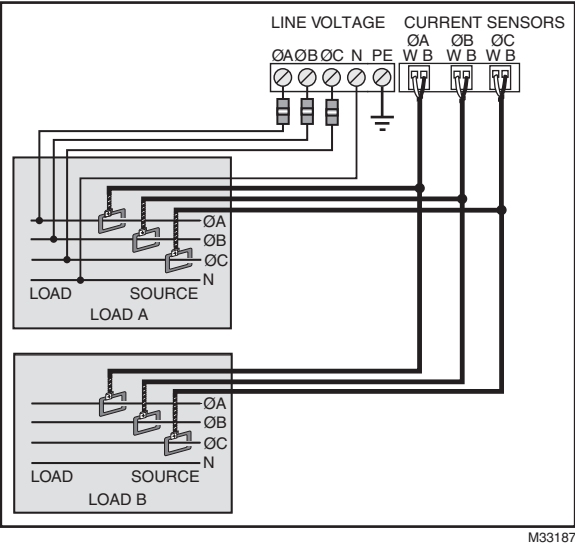 LINE VOLTAGE CURRENT SENSORS
ØA ØB ØC
ØA ØB ØC N PE W B W B W B
ØA
ØB
ØC
N
LOAD SOURCE
LOAD A
ØA
ØB
ØC
N
LOAD SOURCE
LOAD B
M33187